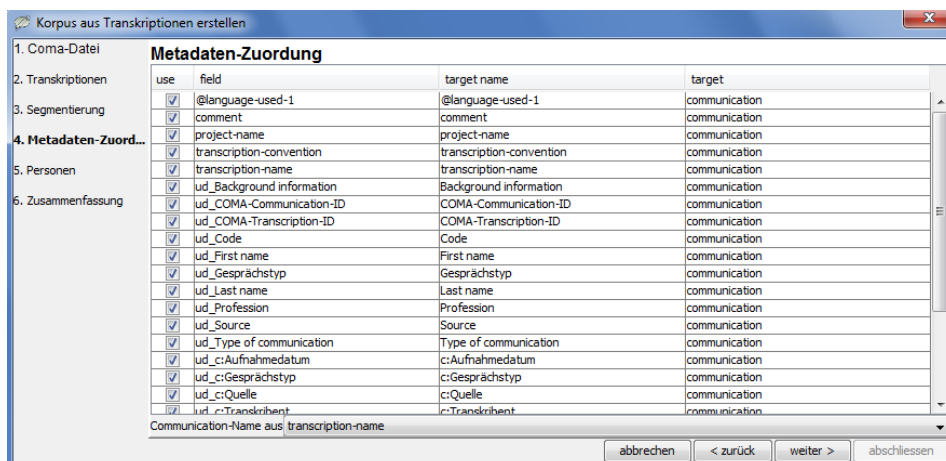 Korpus aus Transkriptionen erstellen
1. Coma-Datei
2. Transkriptionen
3. Segmentierung
4. Metadaten-Zuord...
5. Personen
6. Zusammenfassung
Metadaten-Zuordung
use field target name target
@language-used-1 @language-used-1 communication
comment comment communication
project-name project-name communication
transcription-convention transcription-convention communication
transcription-name transcription-name communication
ud_Background information Background information communication
ud_COMA-Communication-ID COMA-Communication-ID communication
ud_COMA-Transcription-ID COMA-Transcription-ID communication
ud_Code Code communication
ud_First name First name communication
ud_Gesprächstyp Gesprächstyp communication
ud_Last name Last name communication
ud_Profession Profession communication
ud_Source Source communication
ud_Type of communication Type of communication communication
ud_c:Aufnahmedatum c:Aufnahmedatum communication
ud_c:Gesprächstyp c:Gesprächstyp communication
ud_c:Quelle c:Quelle communication
ud_c:Transkribent c:Transkribent communication
Communication-Name aus transcription-name
abbrechen < zurück weiter > abschliessen